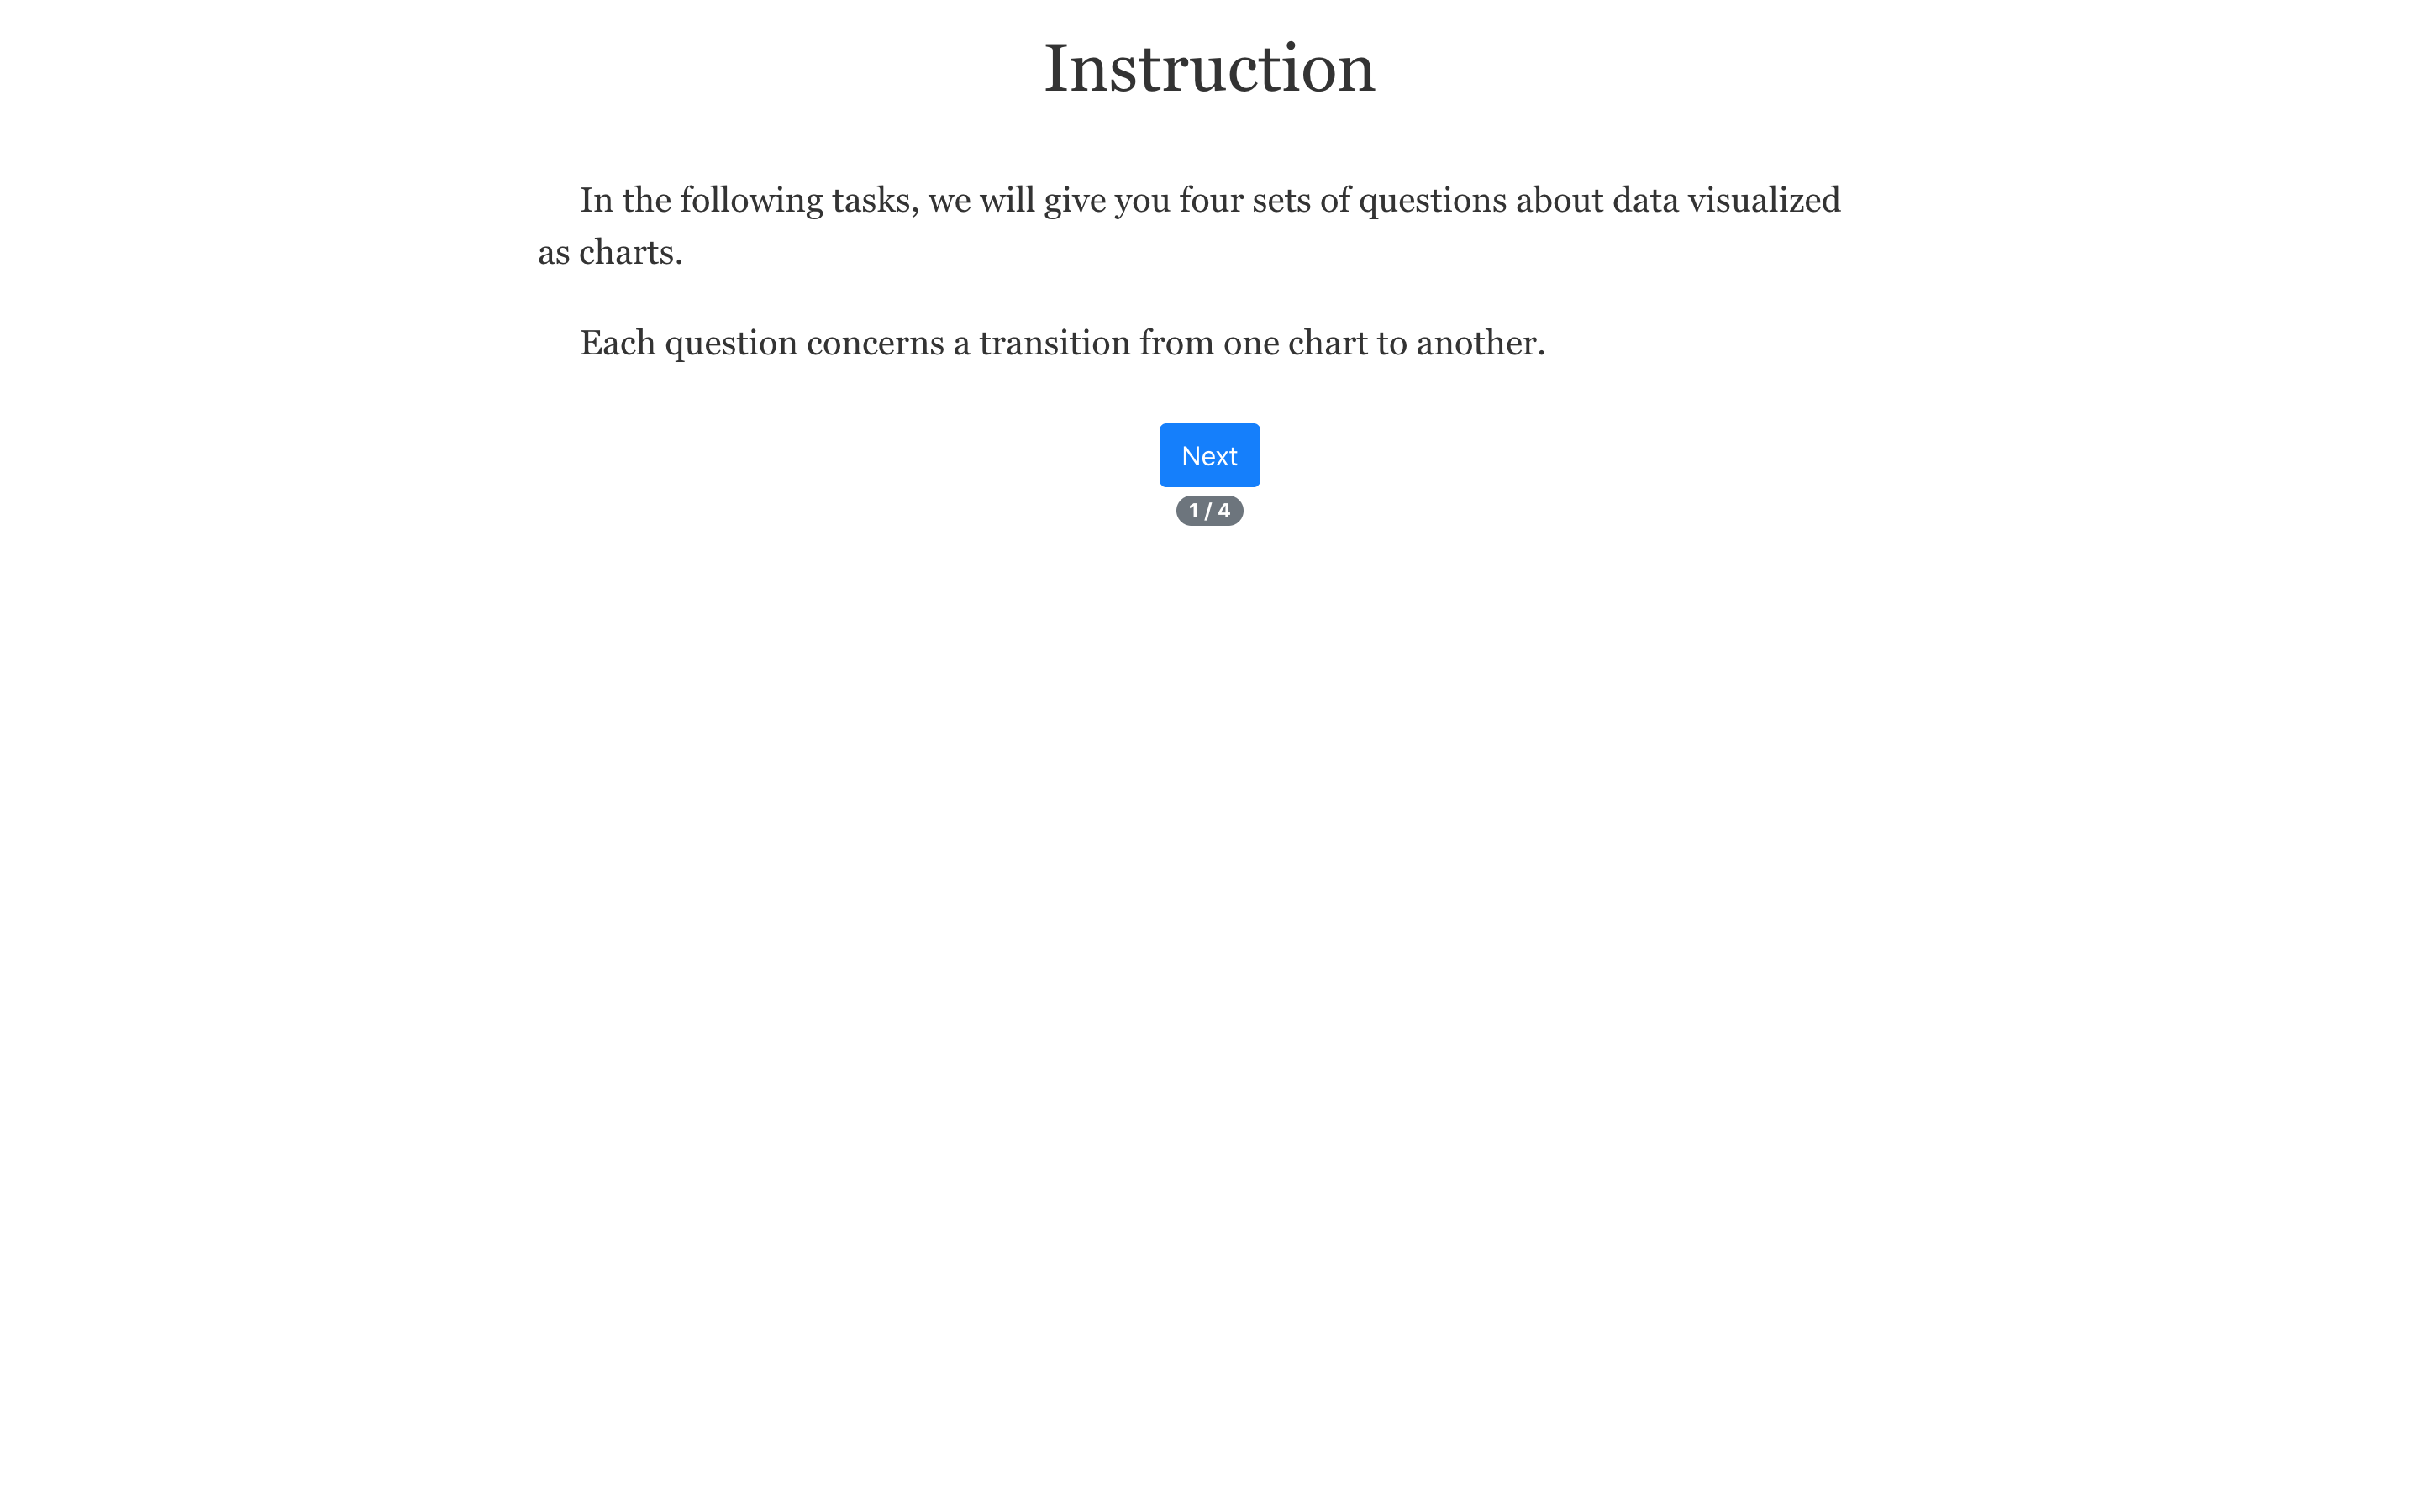 Instruction
In the following tasks, we will give you four sets of questions about data visualized
as charts.
Each question concerns a transition from one chart to another.
Next
1 / 4